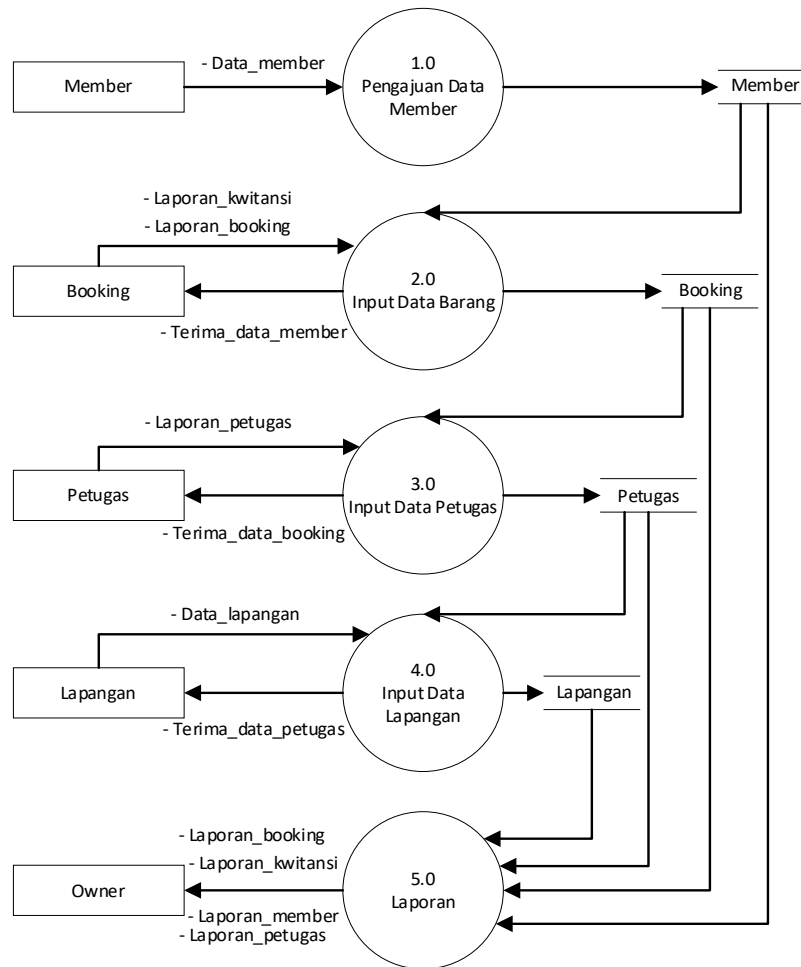 - Data_member
Member
1.0
Pengajuan Data
Member
Member
- Laporan_kwitansi
- Laporan_booking
Booking
2.0
Input Data Barang
Booking
- Terima_data_member
- Laporan_petugas
Petugas
3.0
Input Data Petugas
Petugas
- Terima_data_booking
- Data_lapangan
Lapangan
4.0
Input Data
Lapangan
Lapangan
- Terima_data_petugas
- Laporan_booking
- Laporan_kwitansi
Owner
5.0
Laporan
- Laporan_member
- Laporan_petugas